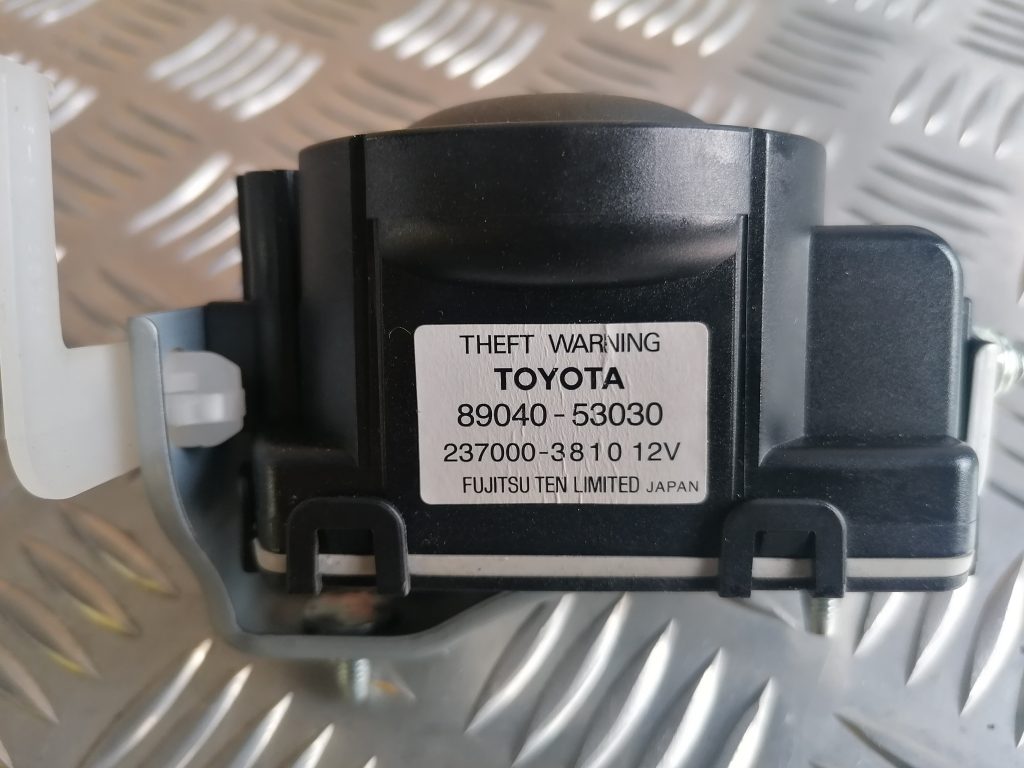 THEFT WARNING
TOYOTA
89040-53030
237000-3810 12V
FUJITSU TEN LIMITED JAPAN